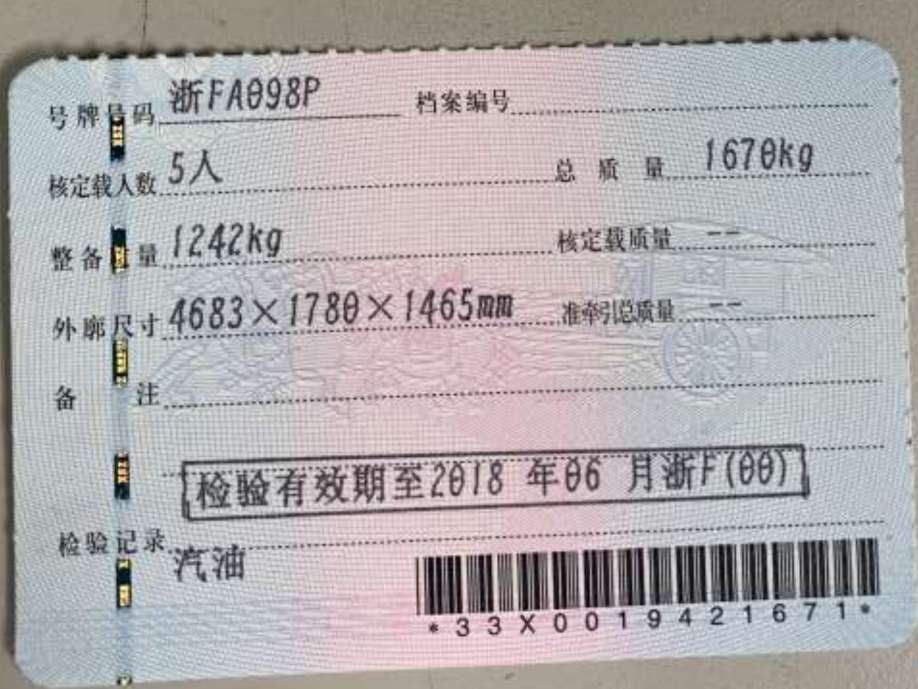 号牌号码 浙FA098P 档案编号
核定载人数 5人 总质量 1670kg
整备质量 1242kg 核定载质量 --
外廓尺寸 4683×1780×1465mm 准牵引总质量 --
备注
检验有效期至2018 年06 月浙F(00)
检验记录
汽油
*33X0019421671*